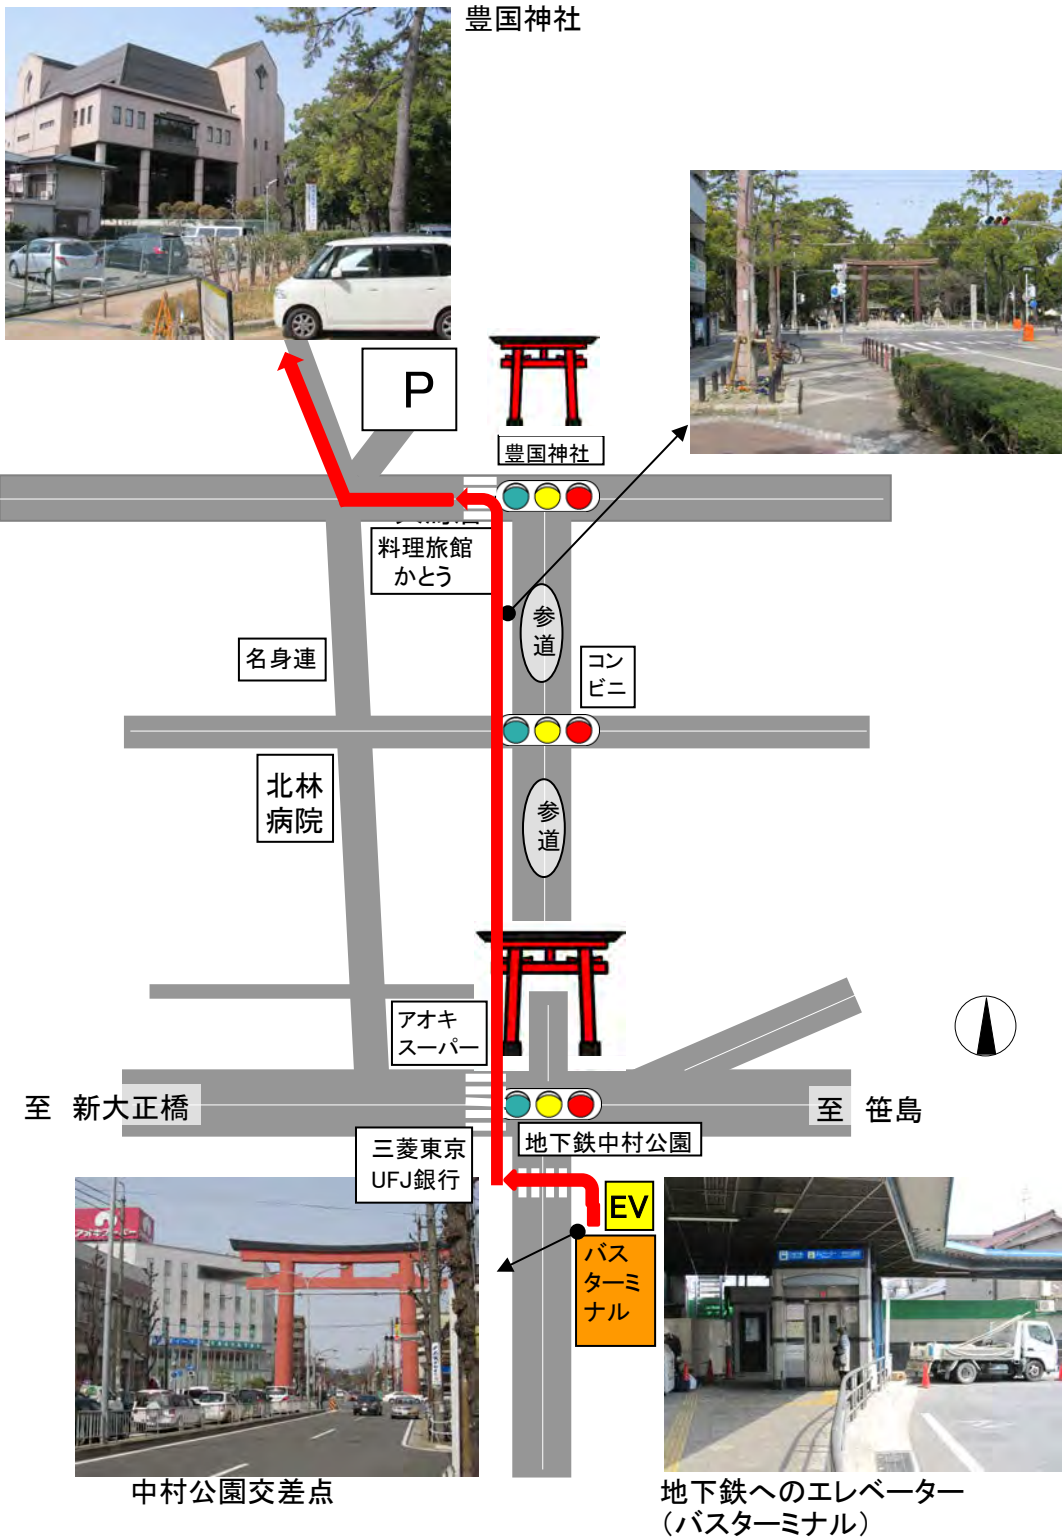 豊国神社
P
豊国神社
料理旅館
かとう
参
道
名身連
コン
ビニ
北林
病院
参
道
アオキ
スーパー
至 新大正橋
至 笹島
三菱東京
UFJ銀行
地下鉄中村公園
EV
バス
ターミ
ナル
中村公園交差点
地下鉄へのエレベーター
（バスターミナル）